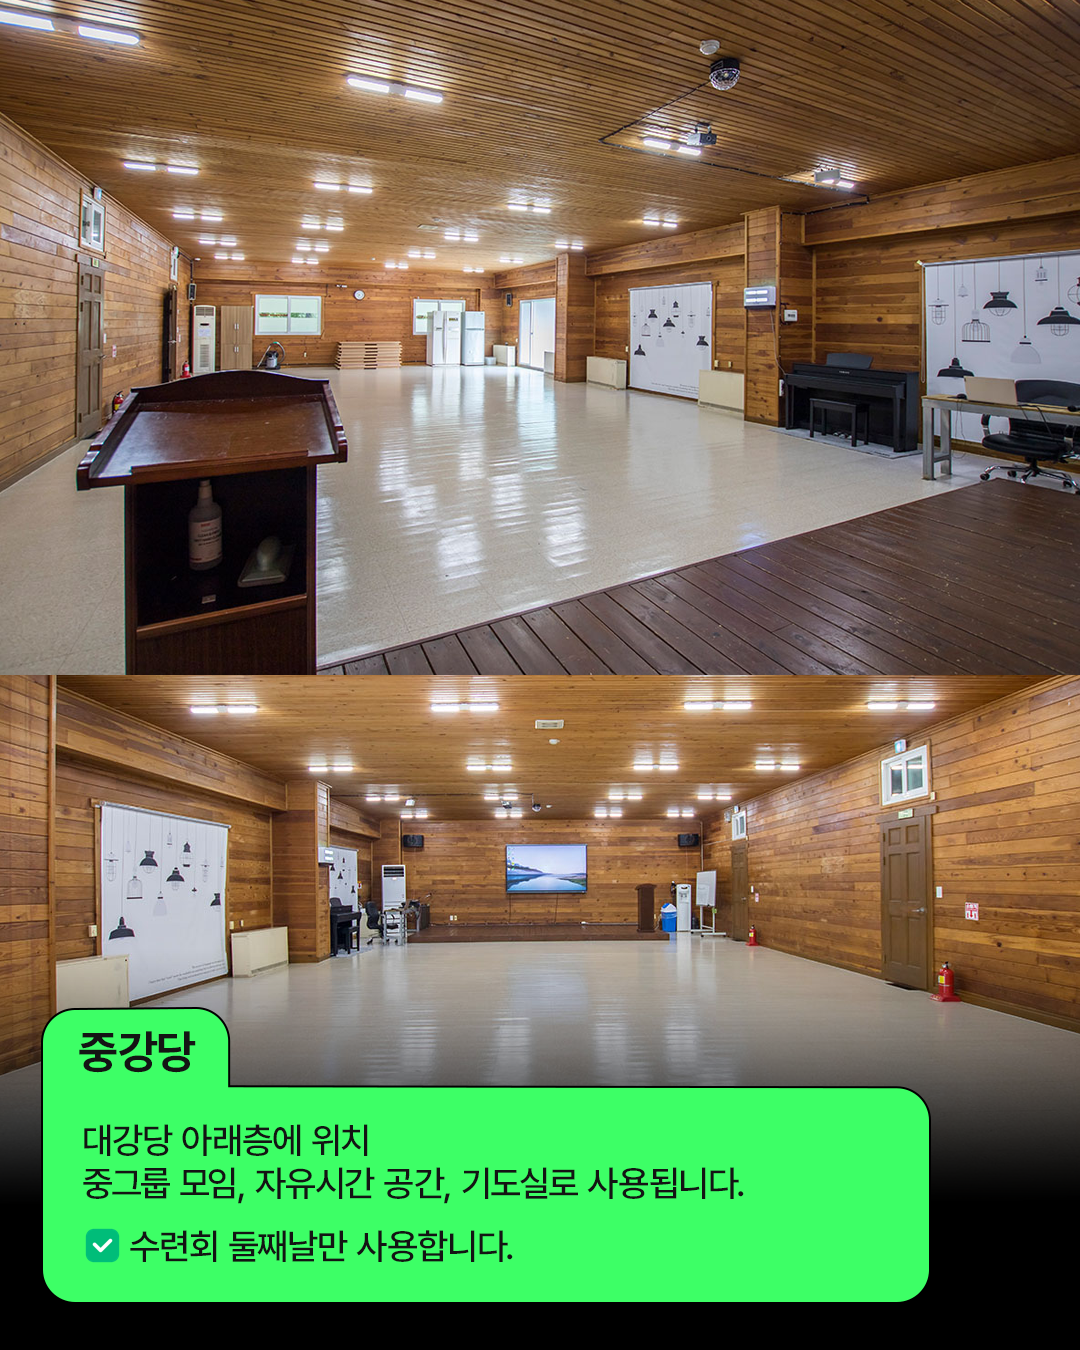 중강당
대강당 아래층에 위치
중그룹 모임, 자유시간 공간, 기도실로 사용됩니다.
수련회 둘째날만 사용합니다.